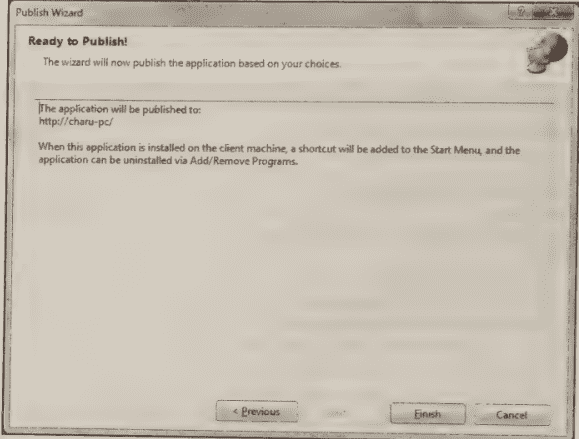 Publish Wizard
Ready to Publish!
The wizard will now publish the application based on your choices.
The application will be published to:
http://charu-pc/
When this application is installed on the client machine, a shortcut will be added to the Start Menu, and the
application can be uninstalled via Add/Remove Programs.
< Previous
Finish
Cancel